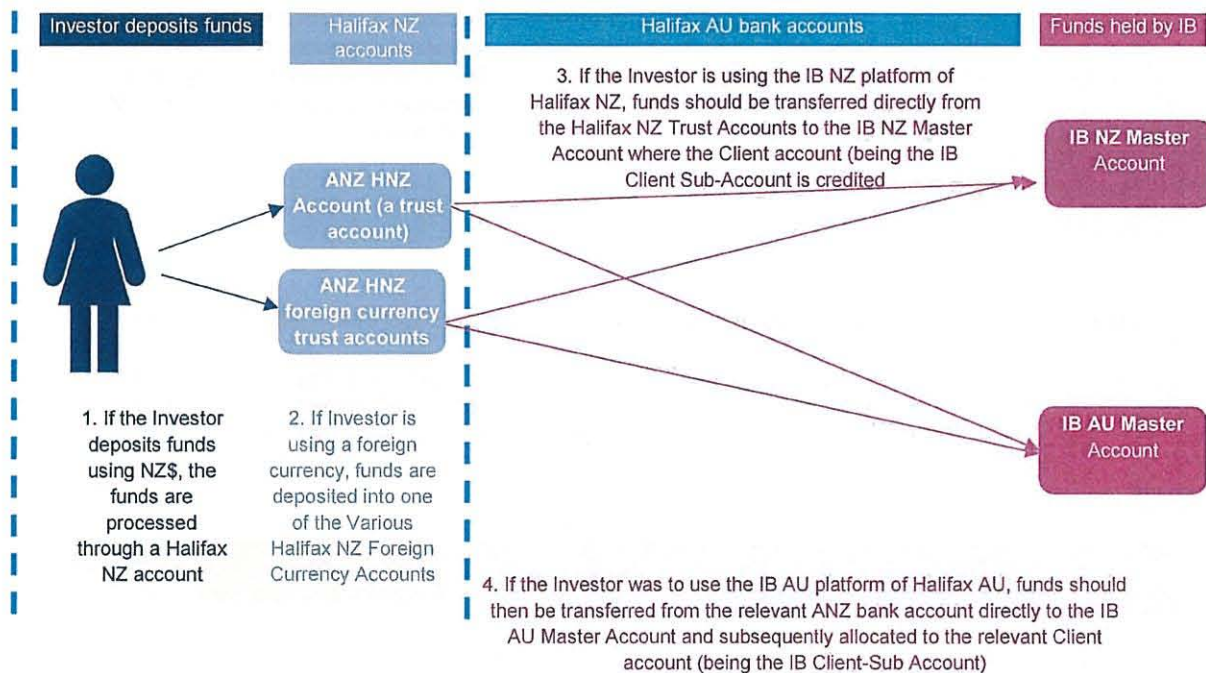 Investor deposits funds
Halifax NZ
accounts
Halifax AU bank accounts
Funds held by IB
3. If the Investor is using the IB NZ platform of
Halifax NZ, funds should be transferred directly from
the Halifax NZ Trust Accounts to the IB NZ Master
Account where the Client account (being the IB
Client Sub-Account is credited
IB NZ Master
Account
ANZ HNZ
Account (a trust
account)
ANZ HNZ
foreign currency
trust accounts
IB AU Master
Account
1. If the Investor
deposits funds
using NZ$, the
funds are
processed
through a Halifax
NZ account
2. If Investor is
using a foreign
currency, funds are
deposited into one
of the Various
Halifax NZ Foreign
Currency Accounts
4. If the Investor was to use the IB AU platform of Halifax AU, funds should
then be transferred from the relevant ANZ bank account directly to the IB
AU Master Account and subsequently allocated to the relevant Client
account (being the IB Client-Sub Account)